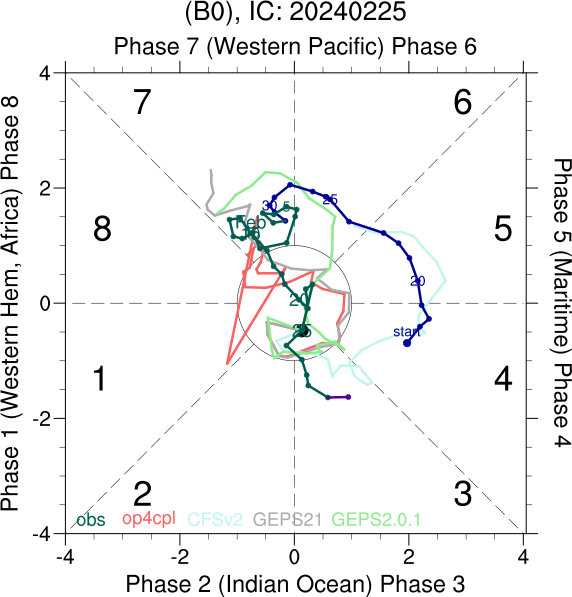 (B0), IC: 20240225
Phase 7 (Western Pacific) Phase 6
Phase 1 (Western Hem, Africa) Phase 8
Phase 5 (Maritime) Phase 4
4
2
0
-2
-4
7
6
8
5
1
4
2
3
30
5
25
Feb
20
20
start
25
obs
op4cpl
CFSv2
GEPS21
GEPS2.0.1
-4
-2
0
2
4
Phase 2 (Indian Ocean) Phase 3